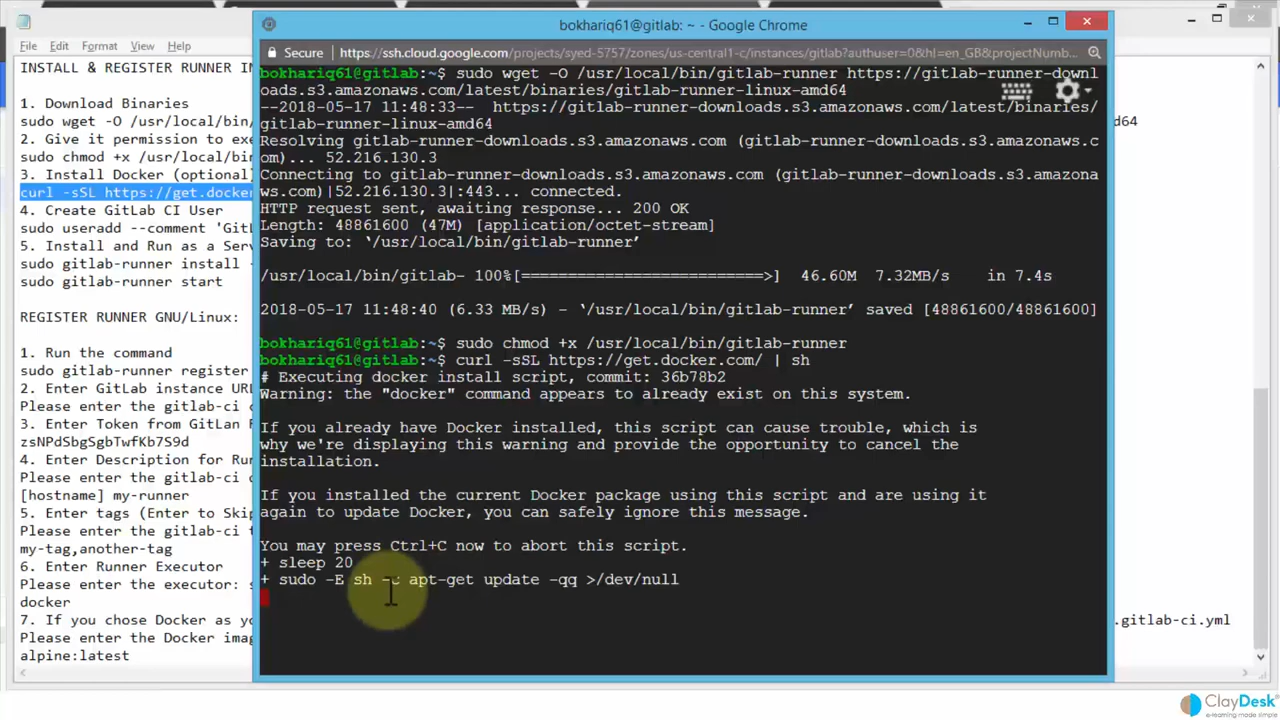 bokhariq61@gitlab: ~ - Google Chrome
Secure https://ssh.cloud.google.com/projects/syed-5757/zones/us-central1-c/instances/gitlab?authuser=0&hl=en_GB&projectNumb...
File Edit Format View Help
INSTALL & REGISTER RUNNER IN
1. Download Binaries
sudo wget -O /usr/local/bin/
2. Give it permission to exe
sudo chmod +x /usr/local/bin
3. Install Docker (optional)
curl -sSL https://get.docker
4. Create GitLab CI User
sudo useradd --comment 'GitL
5. Install and Run as a Serv
sudo gitlab-runner install -
sudo gitlab-runner start
REGISTER RUNNER GNU/Linux:
1. Run the command
sudo gitlab-runner register
2. Enter GitLab instance URL
Please enter the gitlab-ci c
3. Enter Token from GitLan R
zsNPdSbgSgbTwfKb7S9d
4. Enter Description for Run
Please enter the gitlab-ci c
[hostname] my-runner
5. Enter tags (Enter to Skip
Please enter the gitlab-ci t
my-tag,another-tag
6. Enter Runner Executor
Please enter the executor: s
docker
7. If you chose Docker as yo
Please enter the Docker imag
alpine:latest
bokhariq61@gitlab:~$ sudo wget -O /usr/local/bin/gitlab-runner https://gitlab-runner-downl
oads.s3.amazonaws.com/latest/binaries/gitlab-runner-linux-amd64
--2018-05-17 11:48:33-- https://gitlab-runner-downloads.s3.amazonaws.com/latest/binaries/
gitlab-runner-linux-amd64
Resolving gitlab-runner-downloads.s3.amazonaws.com (gitlab-runner-downloads.s3.amazonaws.c
om)... 52.216.130.3
Connecting to gitlab-runner-downloads.s3.amazonaws.com (gitlab-runner-downloads.s3.amazona
ws.com)|52.216.130.3|:443... connected.
HTTP request sent, awaiting response... 200 OK
Length: 48861600 (47M) [application/octet-stream]
Saving to: ‘/usr/local/bin/gitlab-runner’
/usr/local/bin/gitlab- 100%[==========================>] 46.60M 7.32MB/s in 7.4s
2018-05-17 11:48:40 (6.33 MB/s) - ‘/usr/local/bin/gitlab-runner’ saved [48861600/48861600]
bokhariq61@gitlab:~$ sudo chmod +x /usr/local/bin/gitlab-runner
bokhariq61@gitlab:~$ curl -sSL https://get.docker.com/ | sh
# Executing docker install script, commit: 36b78b2
Warning: the "docker" command appears to already exist on this system.
If you already have Docker installed, this script can cause trouble, which is
why we're displaying this warning and provide the opportunity to cancel the
installation.
If you installed the current Docker package using this script and are using it
again to update Docker, you can safely ignore this message.
You may press Ctrl+C now to abort this script.
+ sleep 20
+ sudo -E sh -c apt-get update -qq >/dev/null
d64
.gitlab-ci.yml
ClayDesk
e-learning made simple